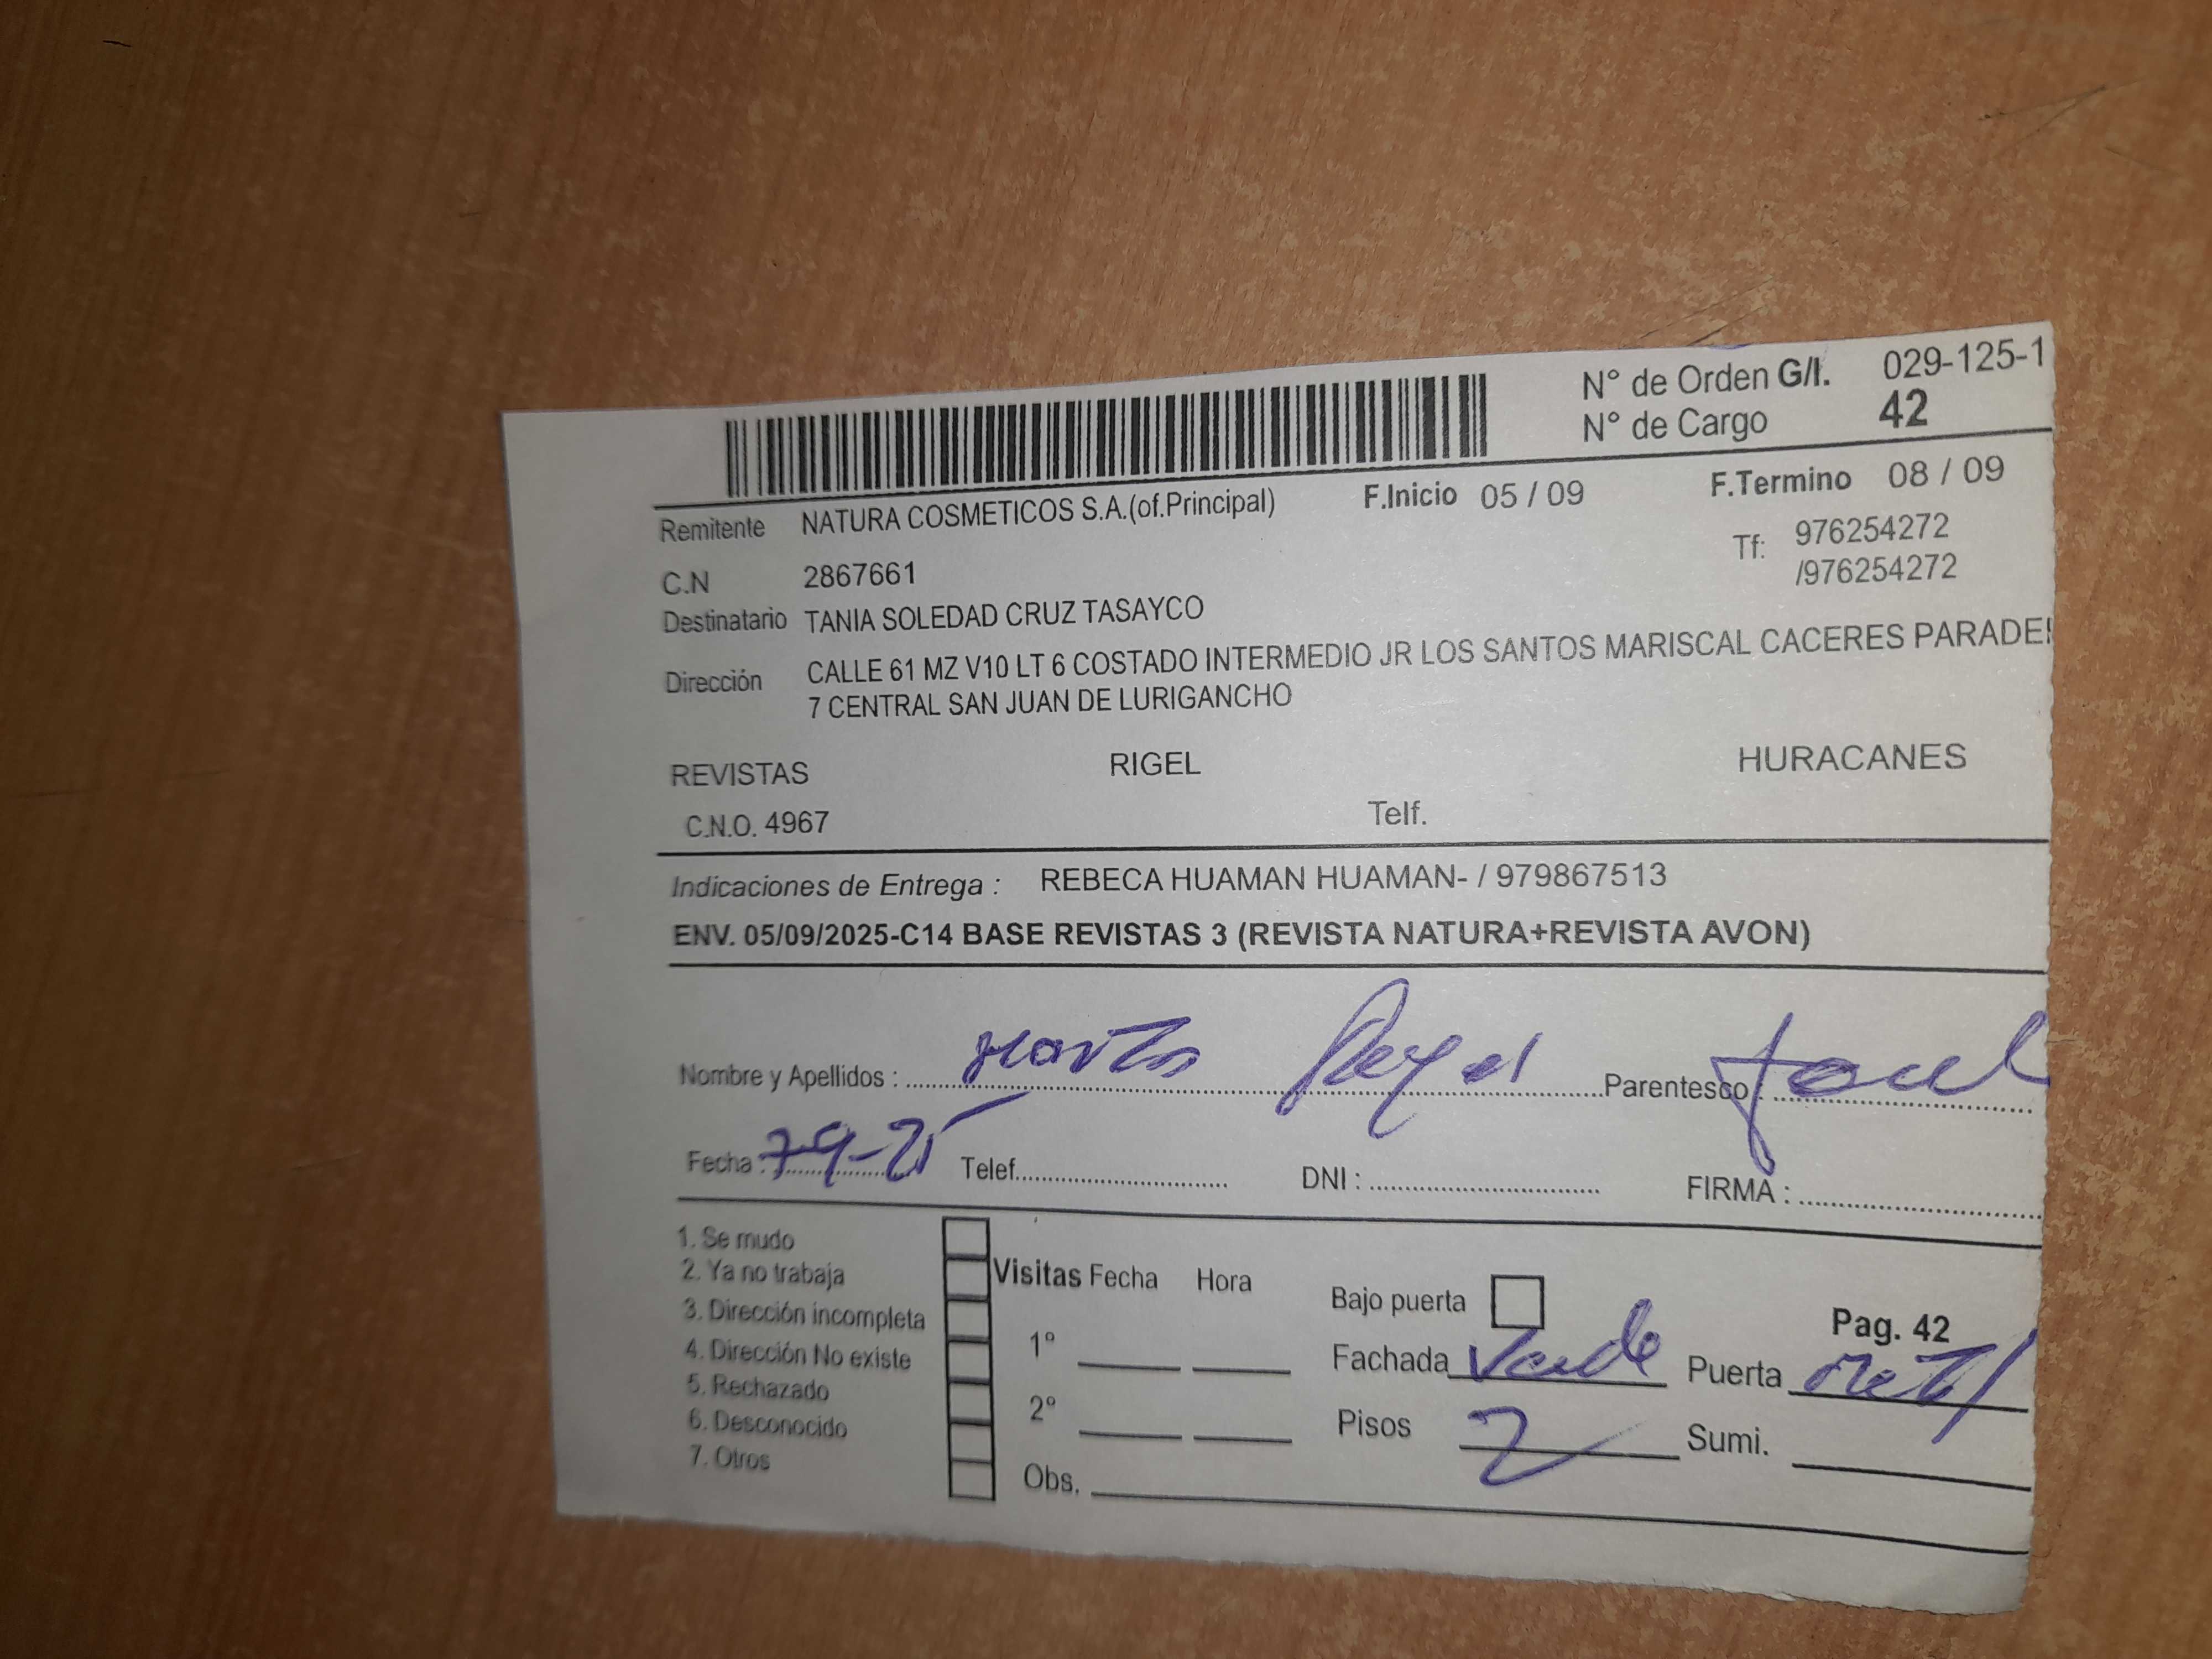 N° de Orden G/I. 029-125-1
N° de Cargo 42
Remitente NATURA COSMETICOS S.A.(of.Principal) F.Inicio 05 / 09 F.Termino 08 / 09
C.N 2867661 Tf: 976254272
/976254272
Destinatario TANIA SOLEDAD CRUZ TASAYCO
Dirección CALLE 61 MZ V10 LT 6 COSTADO INTERMEDIO JR LOS SANTOS MARISCAL CACERES PARADE
7 CENTRAL SAN JUAN DE LURIGANCHO
REVISTAS RIGEL HURACANES
C.N.O. 4967 Telf.
Indicaciones de Entrega : REBECA HUAMAN HUAMAN- / 979867513
ENV. 05/09/2025-C14 BASE REVISTAS 3 (REVISTA NATURA+REVISTA AVON)
Nombre y Apellidos : Parentesco :
Fecha : 7-9-25 Telef. DNI : FIRMA :
1. Se mudo
2. Ya no trabaja
3. Dirección incompleta
4. Dirección No existe
5. Rechazado
6. Desconocido
7. Otros
Visitas Fecha Hora
1°
2°
Obs.
Bajo puerta Pag. 42
Fachada Verde Puerta Metal
Pisos 2 Sumi.